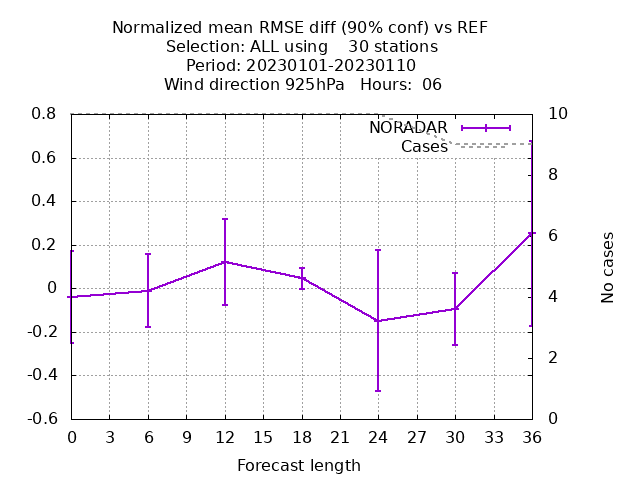 Normalized mean RMSE diff (90% conf) vs REF
Selection: ALL using    30 stations
Period: 20230101-20230110
Wind direction 925hPa   Hours:  06
0.8
0.6
0.4
0.2
0
-0.2
-0.4
-0.6
NORADAR
Cases
10
8
6
4
2
0
No cases
0 3 6 9 12 15 18 21 24 27 30 33 36
Forecast length